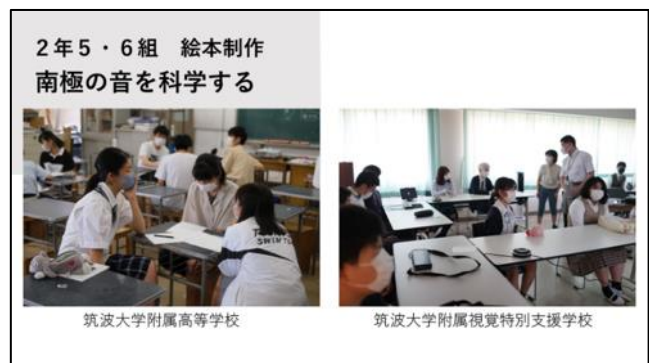 2年5・6組　絵本制作
南極の音を科学する
筑波大学附属高等学校
筑波大学附属視覚特別支援学校